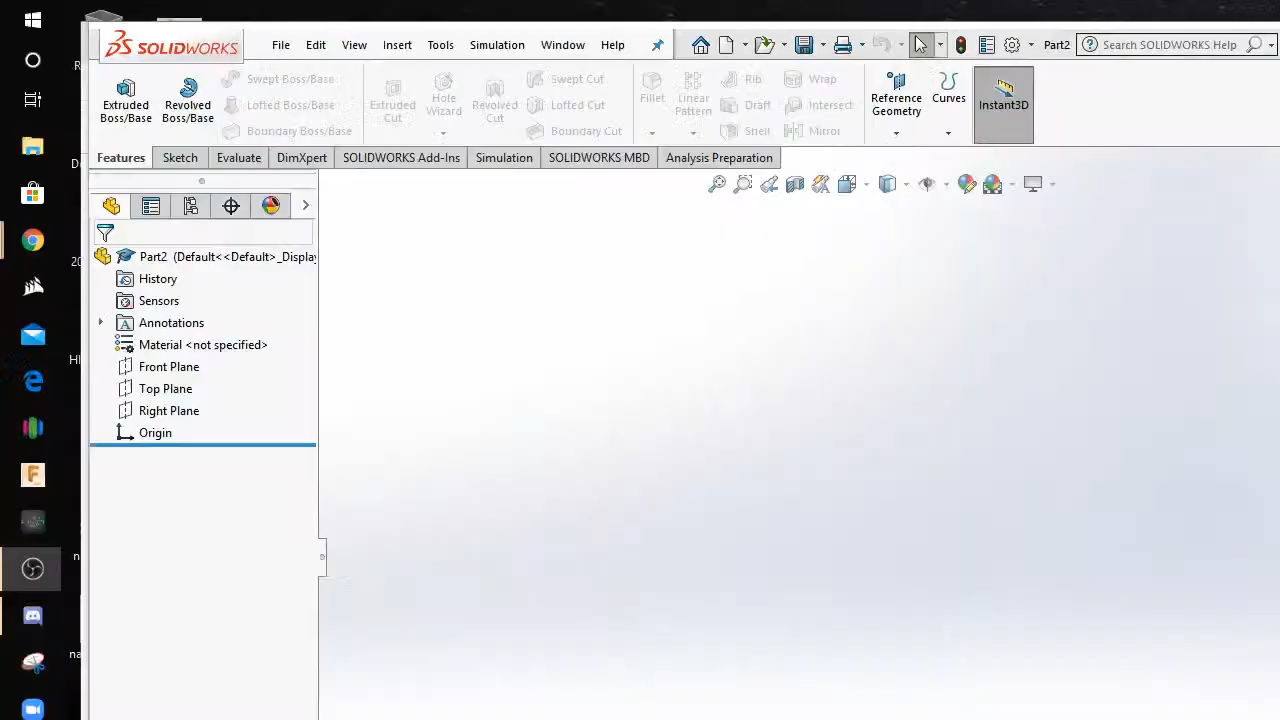 SOLIDWORKS File Edit View Insert Tools Simulation Window Help Part2 Search SOLIDWORKS Help
Extruded Boss/Base
Revolved Boss/Base
Swept Boss/Base
Lofted Boss/Base
Boundary Boss/Base
Extruded Cut
Hole Wizard
Revolved Cut
Swept Cut
Lofted Cut
Boundary Cut
Fillet
Linear Pattern
Rib
Draft
Shell
Wrap
Intersect
Mirror
Reference Geometry
Curves
Instant3D
Features Sketch Evaluate DimXpert SOLIDWORKS Add-Ins Simulation SOLIDWORKS MBD Analysis Preparation
Part2 (Default<<Default>_Display
History
Sensors
Annotations
Material <not specified>
Front Plane
Top Plane
Right Plane
Origin